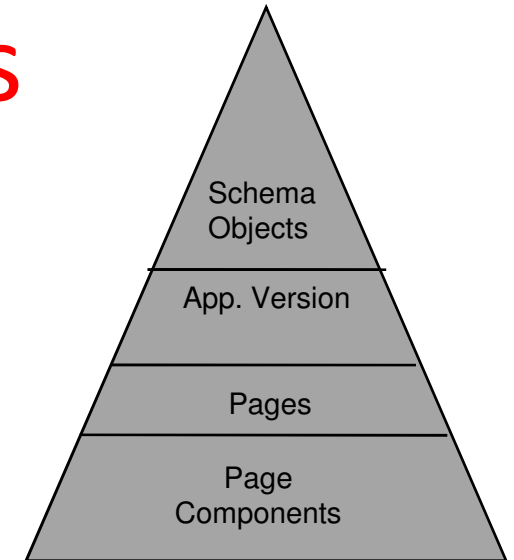 s
Schema
Objects
App. Version
Pages
Page
Components